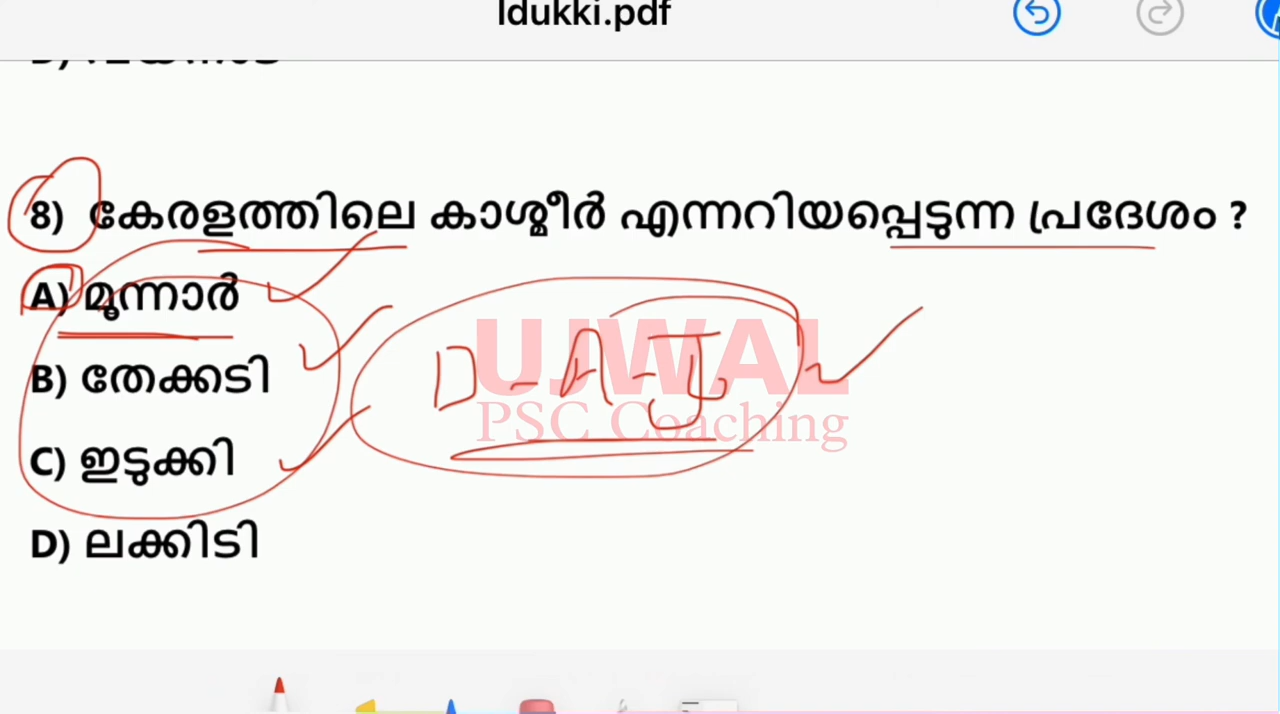 Idukki.pdf
8) കേരളത്തിലെ കാശ്മീർ എന്നറിയപ്പെടുന്ന പ്രദേശം ?
A) മൂന്നാർ
B) തേക്കടി
C) ഇടുക്കി
D) ലക്കിടി
UJWAL
PSC Coaching